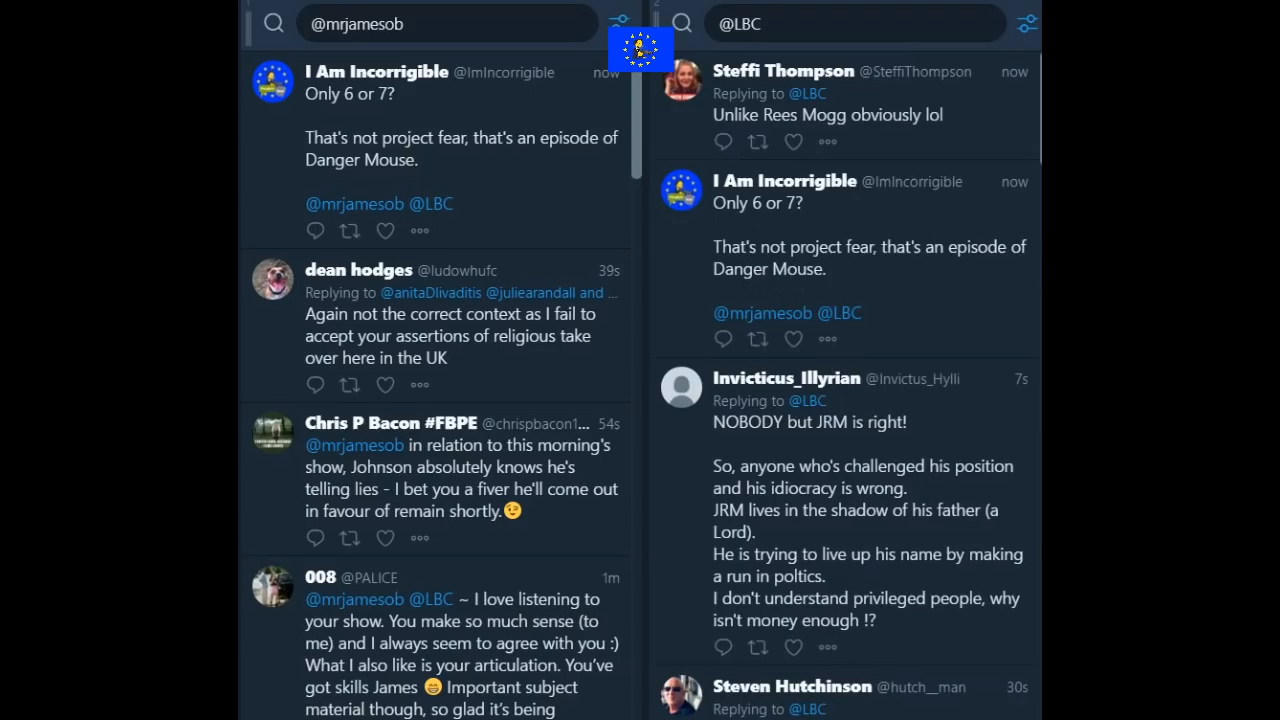 1
@mrjamesob
I Am Incorrigible @ImIncorrigible now
Only 6 or 7?
That's not project fear, that's an episode of
Danger Mouse.
@mrjamesob @LBC
dean hodges @ludowhufc 39s
Replying to @anitaDlivaditis @juliearandall and ...
Again not the correct context as I fail to
accept your assertions of religious take
over here in the UK
Chris P Bacon #FBPE @chrispbacon1... 54s
@mrjamesob in relation to this morning's
show, Johnson absolutely knows he's
telling lies - I bet you a fiver he'll come out
in favour of remain shortly.😉
008 @PALICE 1m
@mrjamesob @LBC ~ I love listening to
your show. You make so much sense (to
me) and I always seem to agree with you :)
What I also like is your articulation. You’ve
got skills James 😁 Important subject
material though, so glad it’s being
2
@LBC
Steffi Thompson @SteffiThompson now
Replying to @LBC
Unlike Rees Mogg obviously lol
I Am Incorrigible @ImIncorrigible now
Only 6 or 7?
That's not project fear, that's an episode of
Danger Mouse.
@mrjamesob @LBC
Invicticus_Illyrian @Invictus_Hylli 7s
Replying to @LBC
NOBODY but JRM is right!
So, anyone who's challenged his position
and his idiocracy is wrong.
JRM lives in the shadow of his father (a
Lord).
He is trying to live up his name by making
a run in poltics.
I don't understand privileged people, why
isn't money enough !?
Steven Hutchinson @hutch__man 30s
Replying to @LBC